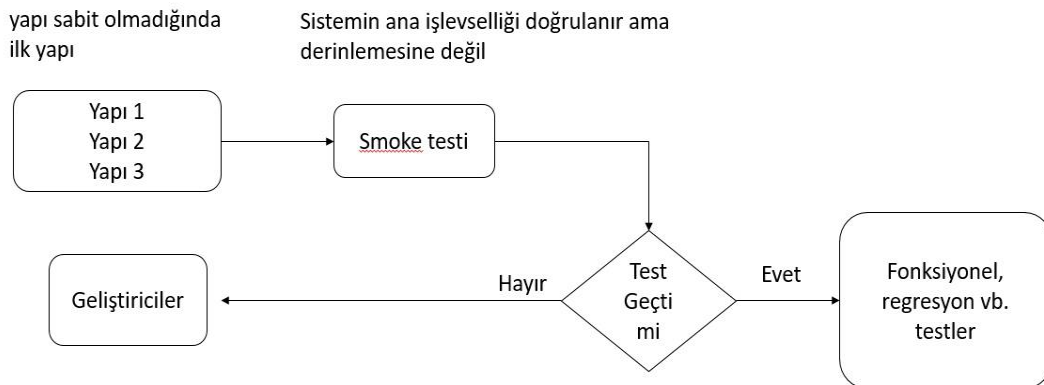 yapı sabit olmadığında
ilk yapı
Sistemin ana işlevselliği doğrulanır ama
derinlemesine değil
Yapı 1
Yapı 2
Yapı 3
Smoke testi
Geliştiriciler
Hayır
Test
Geçti
mi
Evet
Fonksiyonel,
regresyon vb.
testler